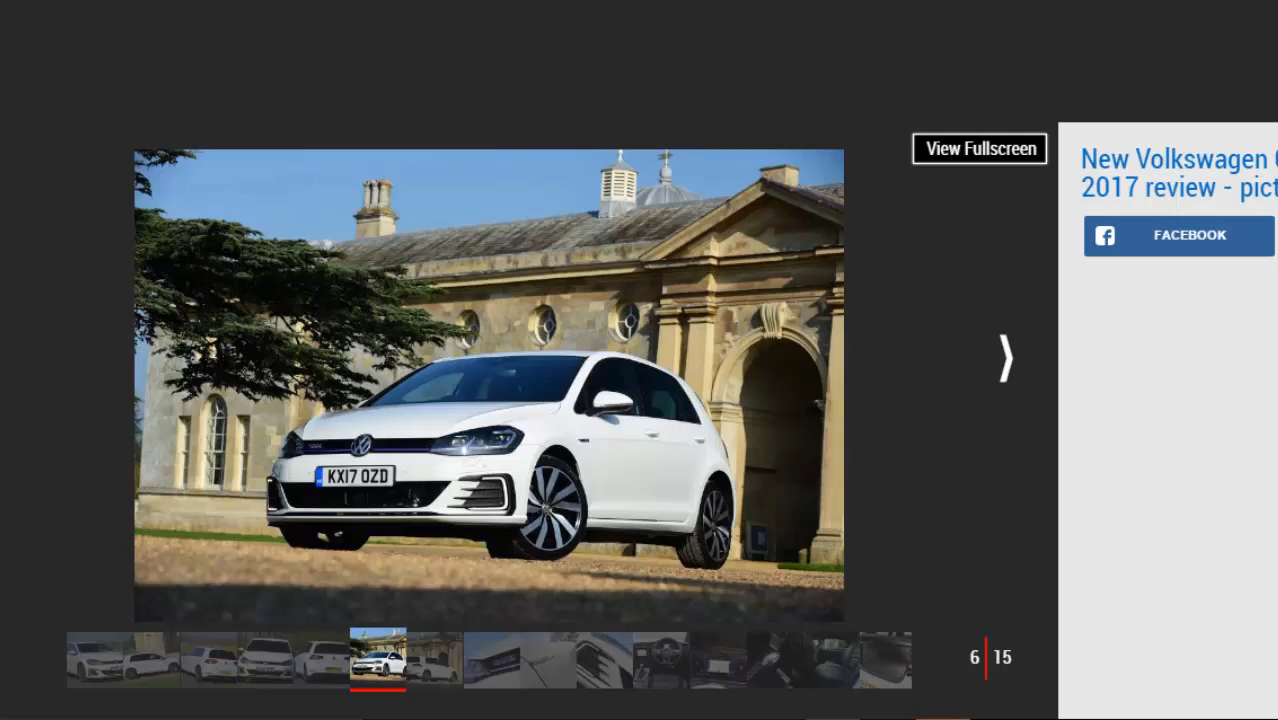 View Fullscreen
New Volkswagen
2017 review - pict
FACEBOOK
KX17 OZD
6 15